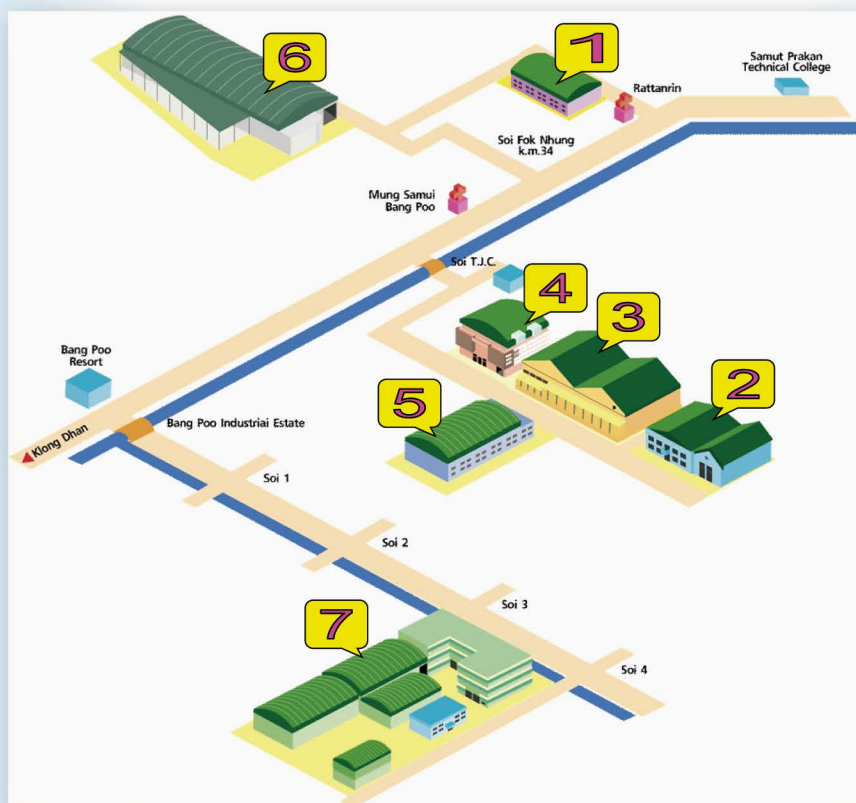 6
1
Samut Prakan
Technical College
Rattanrin
Soi Fok Nhung
k.m.34
Mung Samui
Bang Poo
Soi T.J.C.
4
3
Bang Poo
Resort
2
5
Bang Poo Industriai Estate
Klong Dhan
Soi 1
Soi 2
Soi 3
7
Soi 4